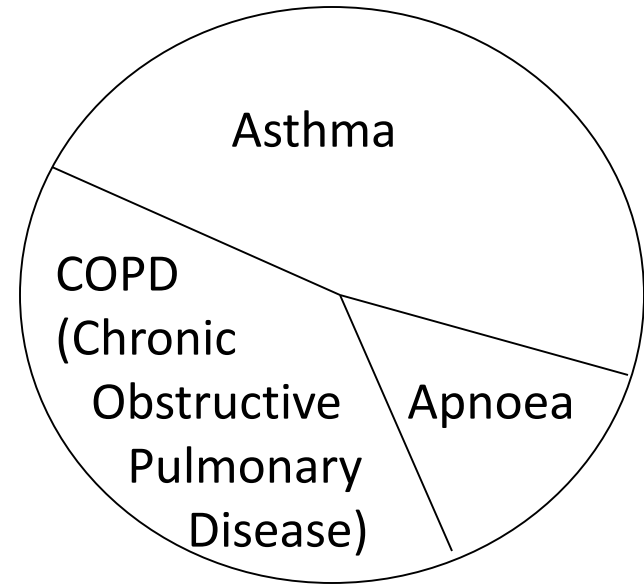 Asthma
COPD
(Chronic
Obstructive
Pulmonary
Disease)
Apnoea